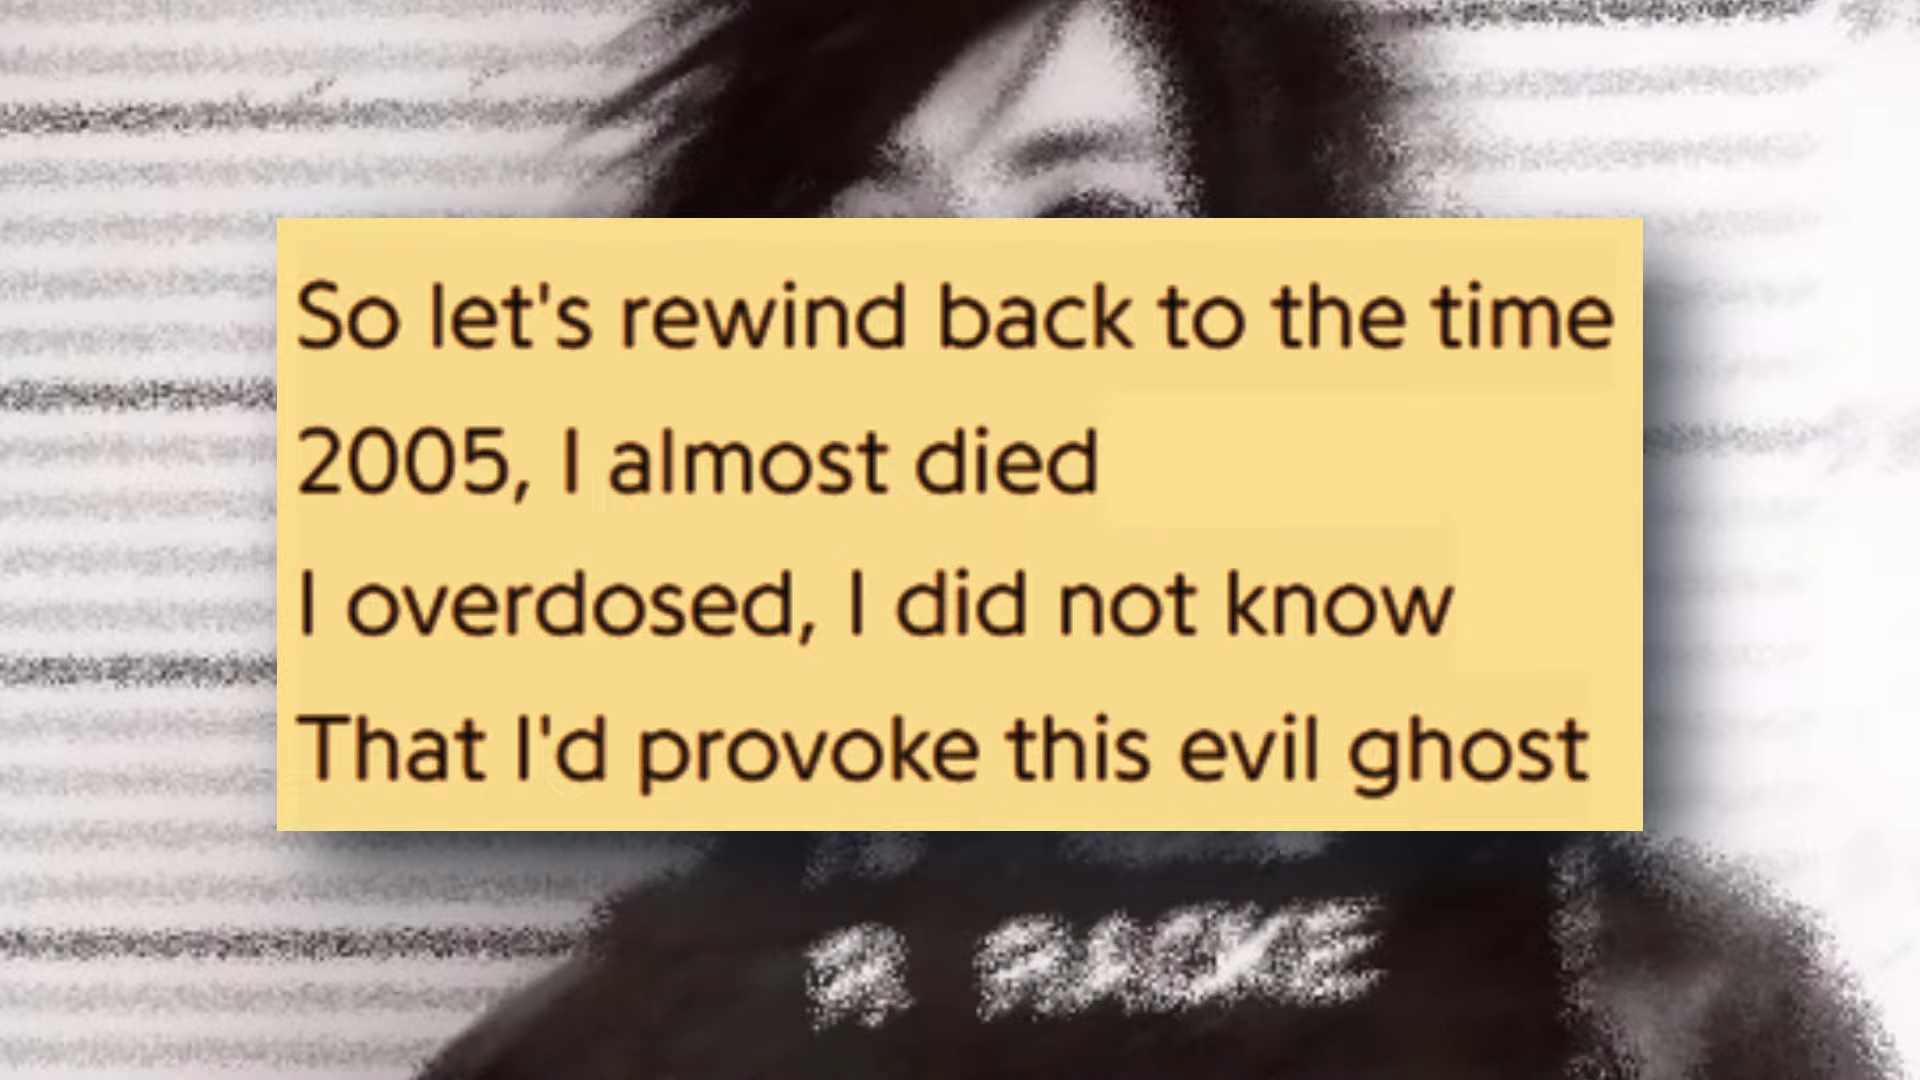 So let's rewind back to the time
2005, I almost died
I overdosed, I did not know
That I'd provoke this evil ghost